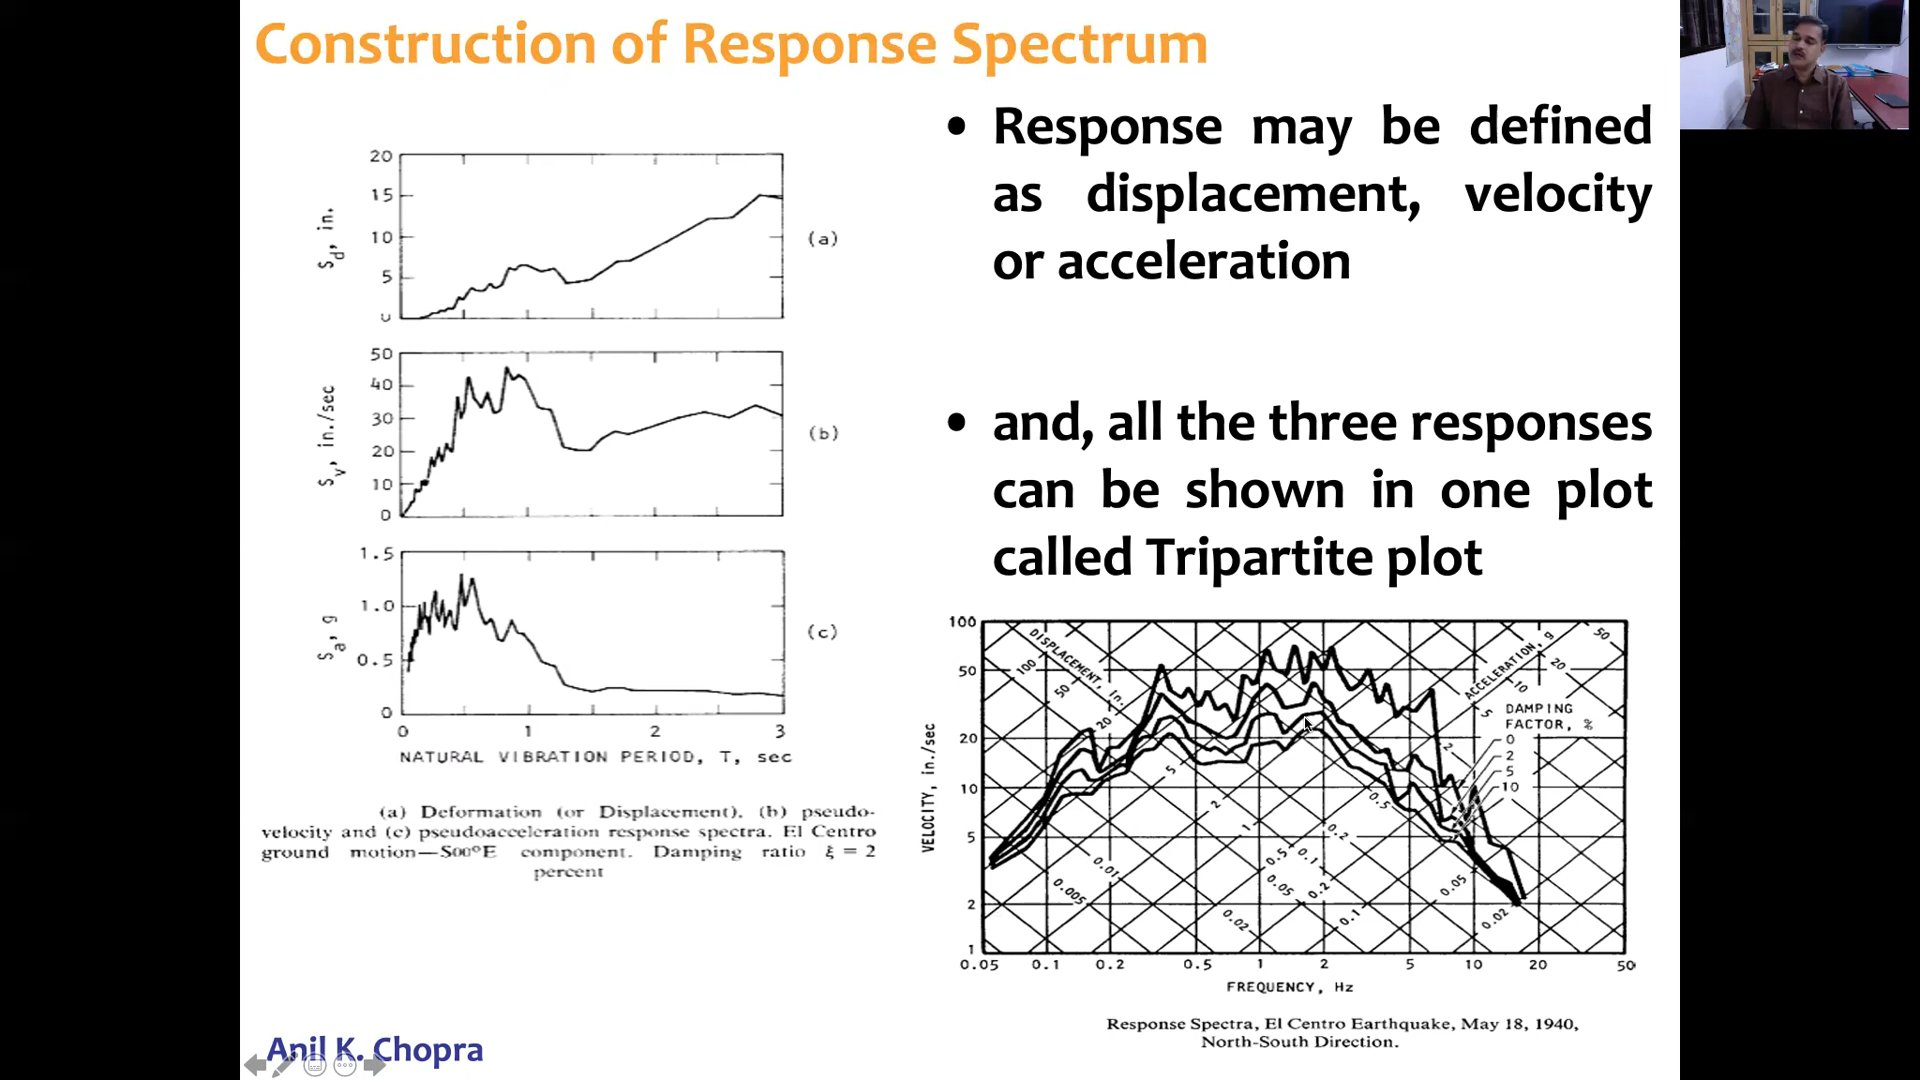 Construction of Response Spectrum
• Response may be defined
as displacement, velocity
or acceleration
• and, all the three responses
can be shown in one plot
called Tripartite plot
20
15
10
5
0
S_d, in.
(a)
50
40
30
20
10
0
S_v, in./sec
(b)
1.5
1.0
0.5
0
S_a, g
(c)
0 1 2 3
NATURAL VIBRATION PERIOD, T, sec
(a) Deformation (or Displacement), (b) pseudo-
velocity and (c) pseudoacceleration response spectra. El Centro
ground motion—S00°E component. Damping ratio ξ = 2
percent
100
50
20
10
5
2
1
VELOCITY, in./sec
DISPLACEMENT, in.
100
50
20
5
2
1
0.5
0.2
0.1
0.05
0.02
0.01
0.005
ACCELERATION, g
50
20
10
5
2
0.5
0.2
0.1
0.05
0.02
DAMPING
FACTOR, %
0
2
5
10
0.05 0.1 0.2 0.5 1 2 5 10 20 50
FREQUENCY, Hz
Response Spectra, El Centro Earthquake, May 18, 1940,
North-South Direction.
Anil K. Chopra